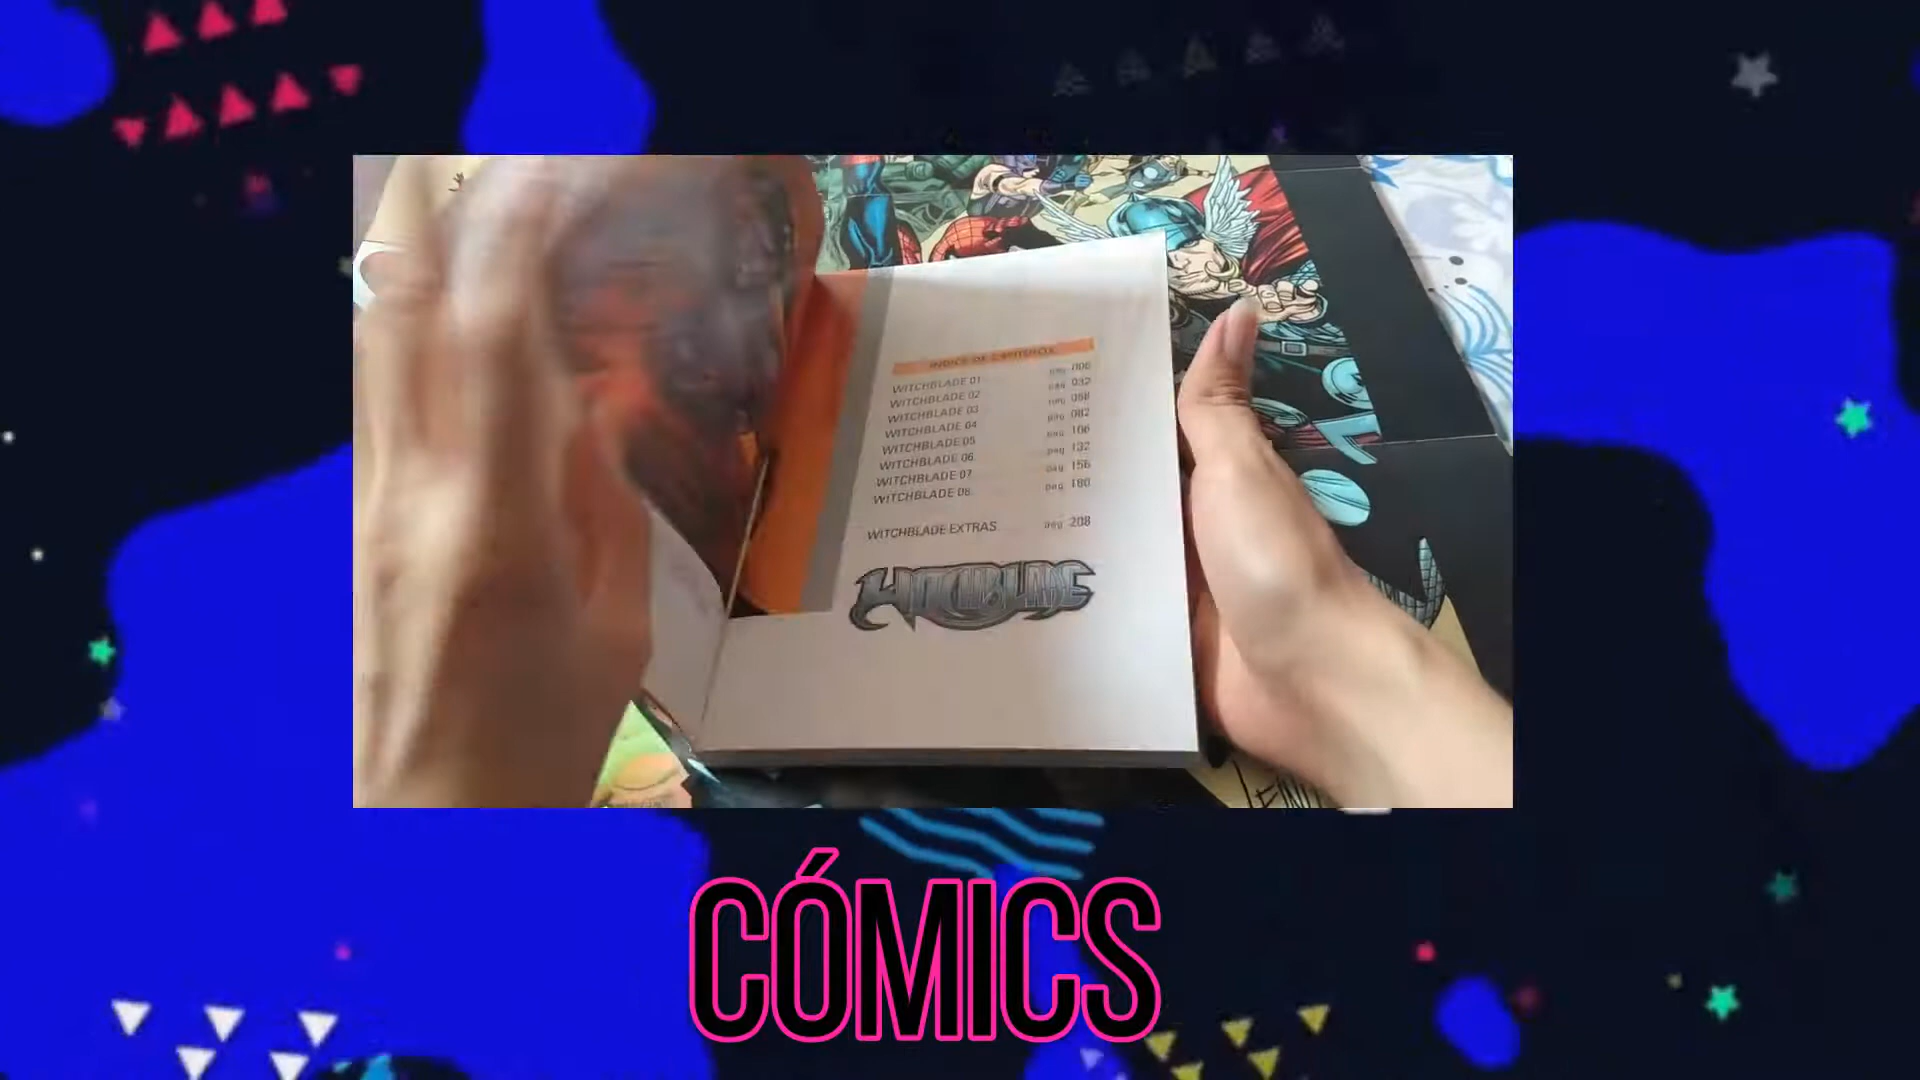 INDICE DE CAPITULOS
WITCHBLADE 01 pag 006
WITCHBLADE 02 pag 032
WITCHBLADE 03 pag 058
WITCHBLADE 04 pag 082
WITCHBLADE 05 pag 106
WITCHBLADE 06 pag 132
WITCHBLADE 07 pag 156
WITCHBLADE 08 pag 180
WITCHBLADE EXTRAS pag 208
WITCHBLADE
CÓMICS